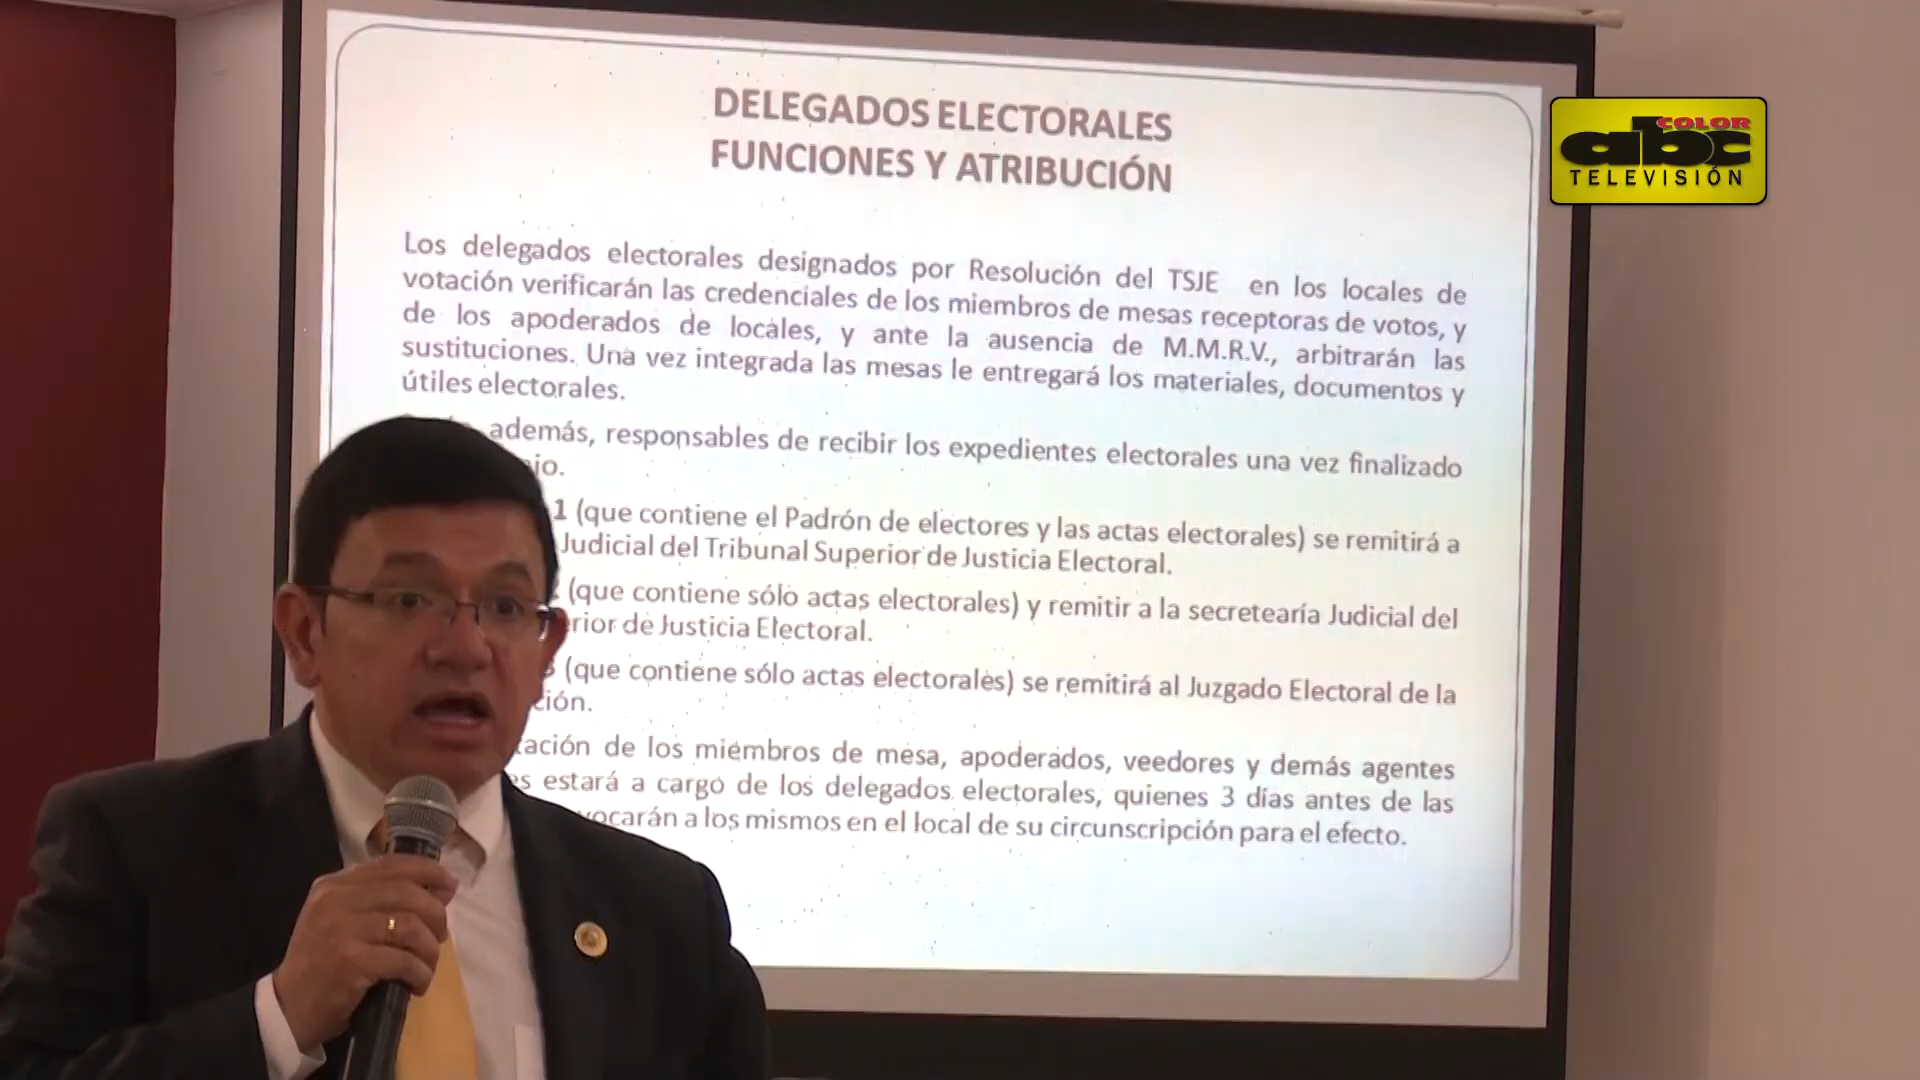 DELEGADOS ELECTORALES
FUNCIONES Y ATRIBUCIÓN
Los delegados electorales designados por Resolución del TSJE en los locales de
votación verificarán las credenciales de los miembros de mesas receptoras de votos, y
de los apoderados de locales, y ante la ausencia de M.M.R.V., arbitrarán las
sustituciones. Una vez integrada las mesas le entregará los materiales, documentos y
útiles electorales.
además, responsables de recibir los expedientes electorales una vez finalizado
1 (que contiene el Padrón de electores y las actas electorales) se remitirá a
Judicial del Tribunal Superior de Justicia Electoral.
(que contiene sólo actas electorales) y remitir a la secretearía Judicial del
de Justicia Electoral.
(que contiene sólo actas electorales) se remitirá al Juzgado Electoral de la
de los miembros de mesa, apoderados, veedores y demás agentes
estará a cargo de los delegados electorales, quienes 3 días antes de las
a los mismos en el local de su circunscripción para el efecto.
abc COLOR
TELEVISIÓN